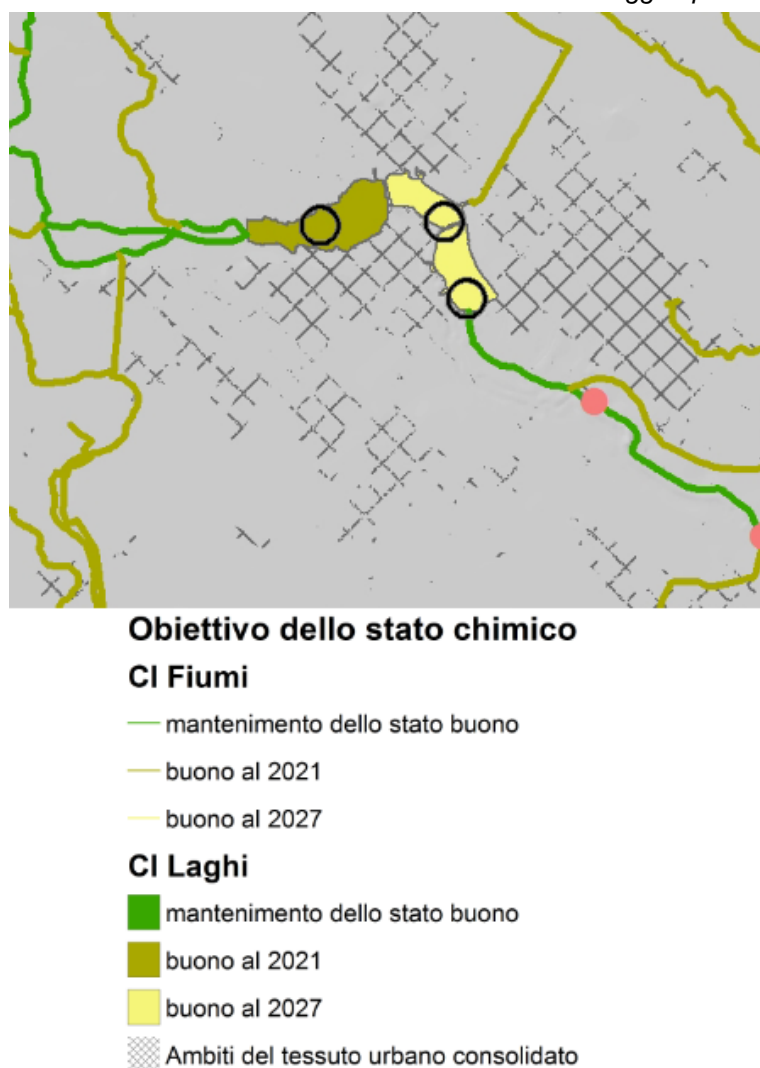 Obiettivo dello stato chimico
CI Fiumi
mantenimento dello stato buono
buono al 2021
buono al 2027
CI Laghi
mantenimento dello stato buono
buono al 2021
buono al 2027
Ambiti del tessuto urbano consolidato